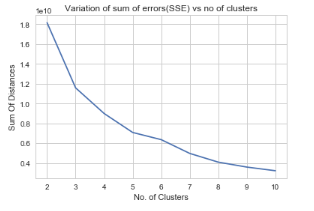 Variation of sum of errors(SSE) vs no of clusters
1e10
1.8
1.6
1.4
1.2
1.0
0.8
0.6
0.4
Sum Of Distances
2 3 4 5 6 7 8 9 10
No. of Clusters